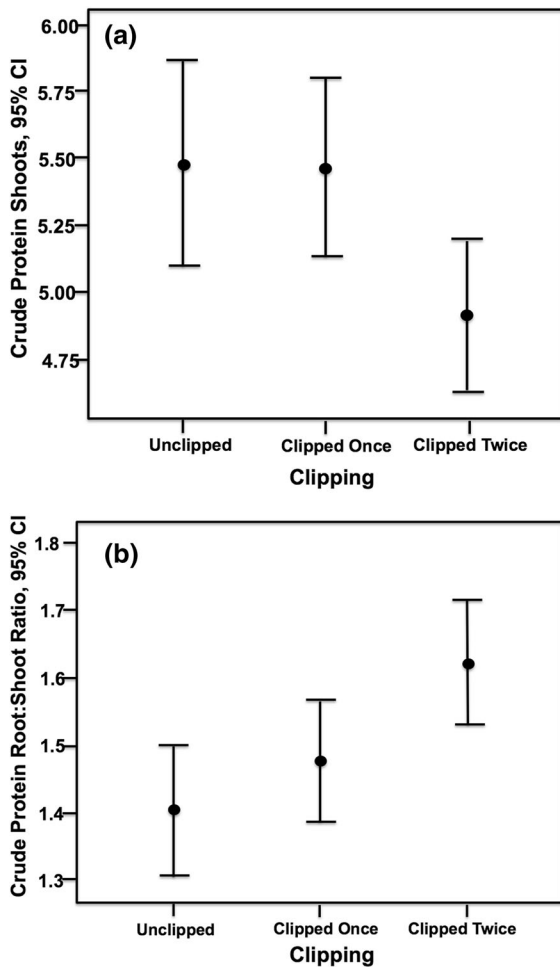 (a)
Crude Protein Shoots, 95% CI
6.00
5.75
5.50
5.25
5.00
4.75
Unclipped
Clipped Once
Clipped Twice
Clipping
(b)
Crude Protein Root:Shoot Ratio, 95% CI
1.8
1.7
1.6
1.5
1.4
1.3
Unclipped
Clipped Once
Clipped Twice
Clipping